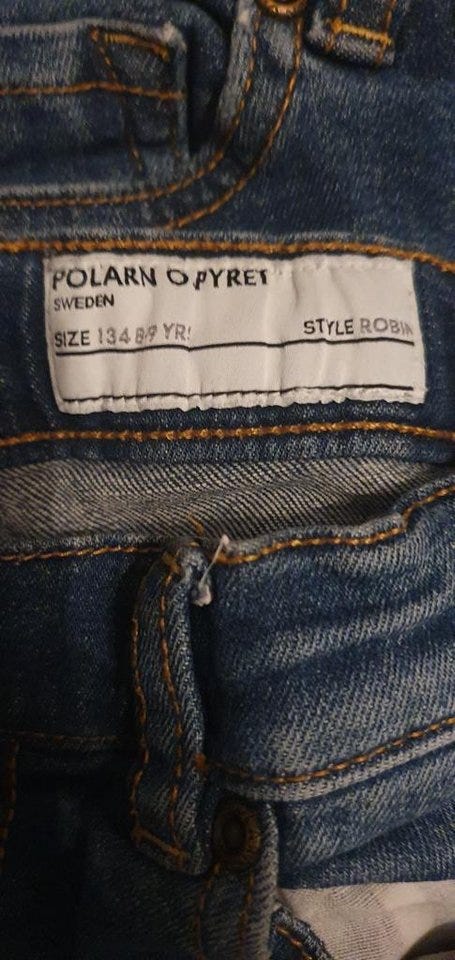 POLARN O. PYRET
SWEDEN
SIZE 134 8-9 YRS STYLE ROBIN